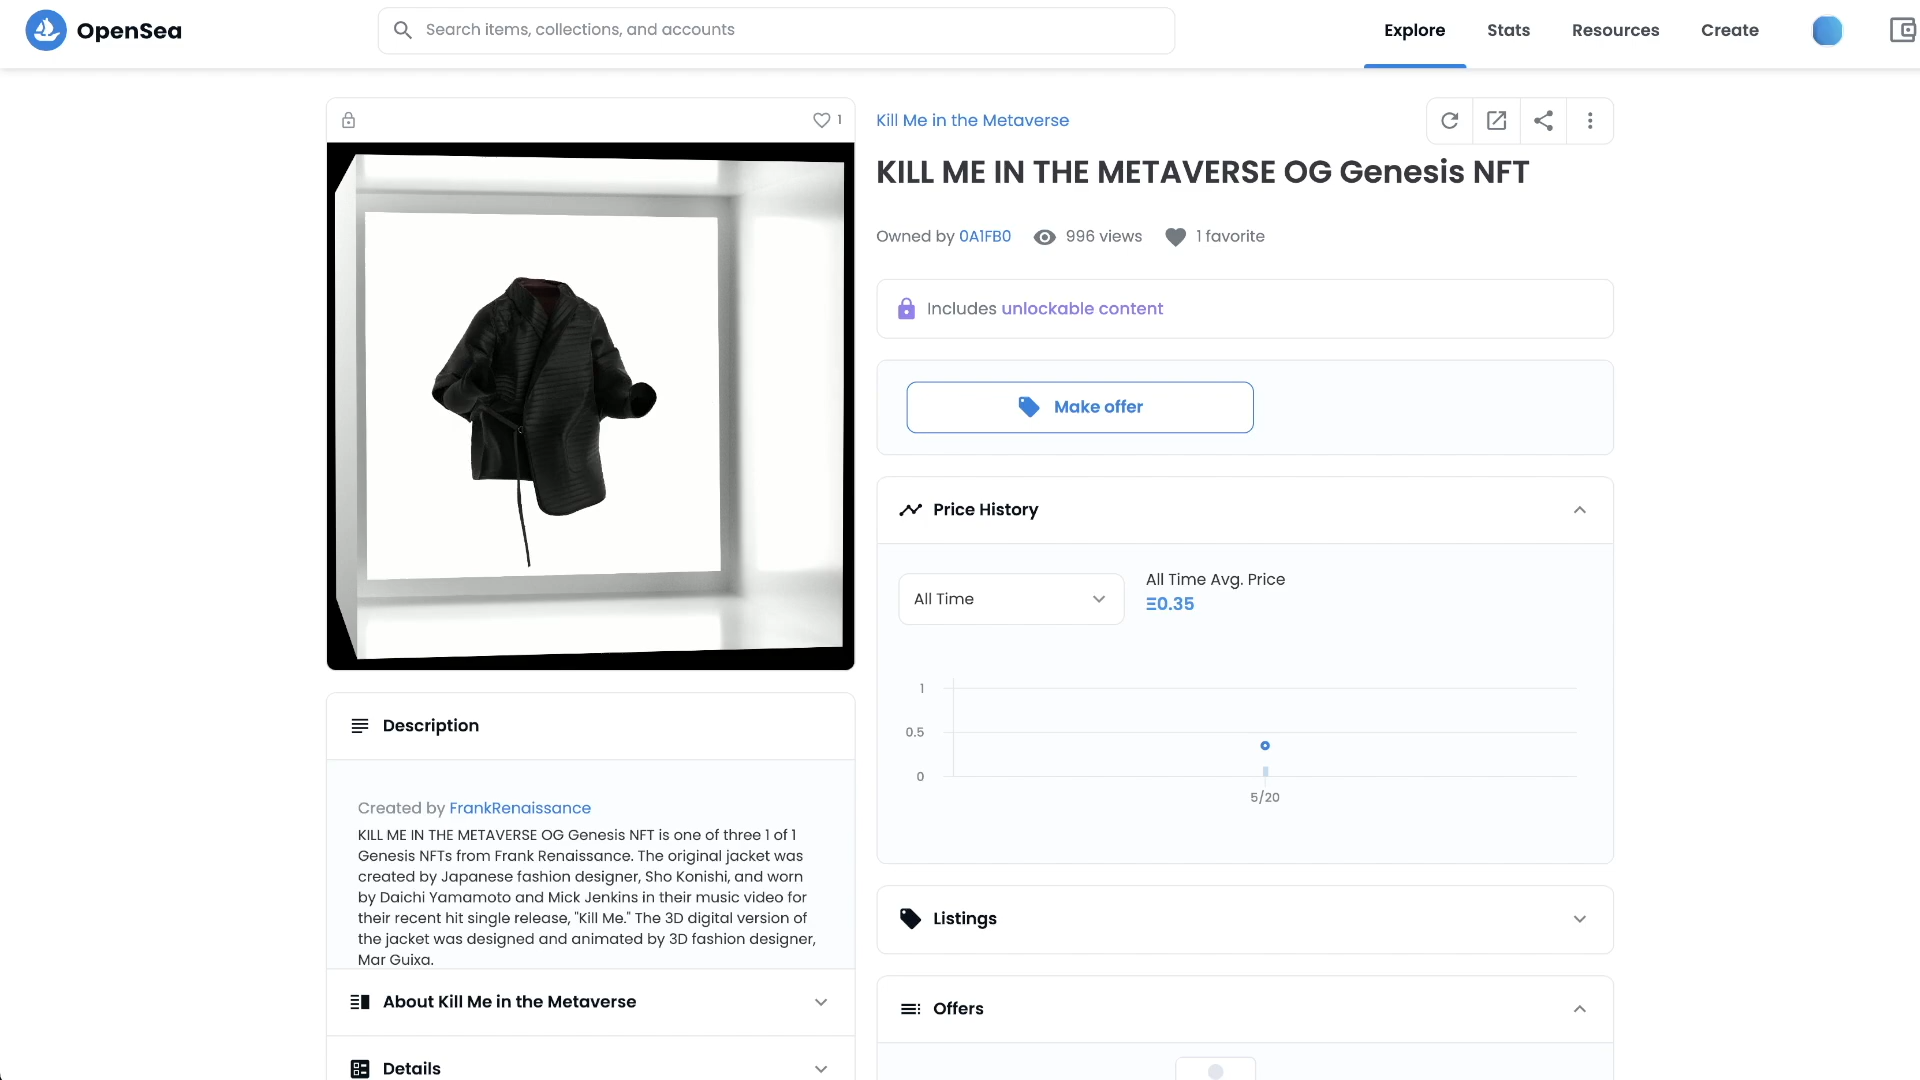 OpenSea
Search items, collections, and accounts
Explore
Stats
Resources
Create
1
Kill Me in the Metaverse
KILL ME IN THE METAVERSE OG Genesis NFT
Owned by 0A1FB0
996 views
1 favorite
Includes unlockable content
Make offer
Price History
All Time
All Time Avg. Price
Ξ0.35
1
0.5
0
5/20
Listings
Offers
Description
Created by FrankRenaissance
KILL ME IN THE METAVERSE OG Genesis NFT is one of three 1 of 1
Genesis NFTs from Frank Renaissance. The original jacket was
created by Japanese fashion designer, Sho Konishi, and worn
by Daichi Yamamoto and Mick Jenkins in their music video for
their recent hit single release, "Kill Me." The 3D digital version of
the jacket was designed and animated by 3D fashion designer,
Mar Guixa.
About Kill Me in the Metaverse
Details